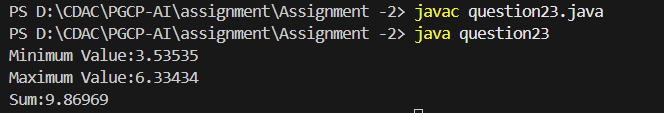 PS D:\CDAC\PGCP-AI\assignment\Assignment -2> javac question23.java
PS D:\CDAC\PGCP-AI\assignment\Assignment -2> java question23
Minimum Value:3.53535
Maximum Value:6.33434
Sum:9.86969